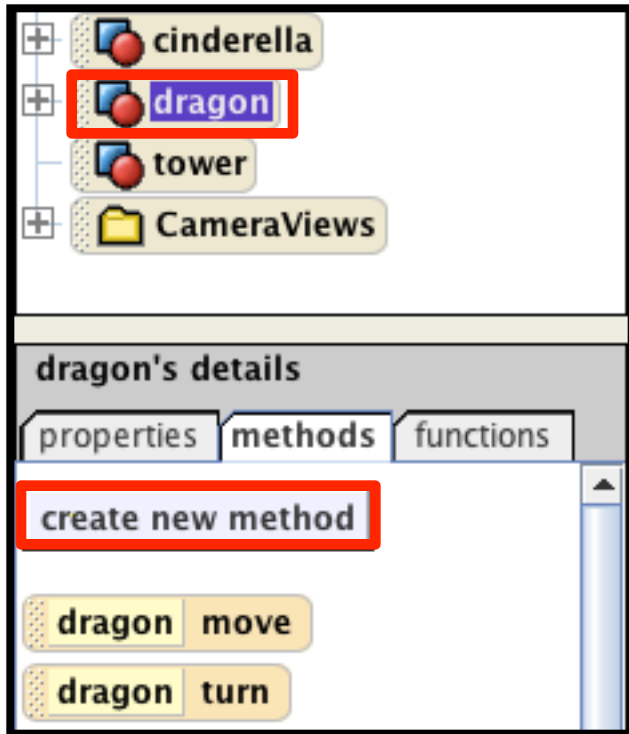 cinderella
dragon
tower
CameraViews
dragon's details
properties methods functions
create new method
dragon move
dragon turn